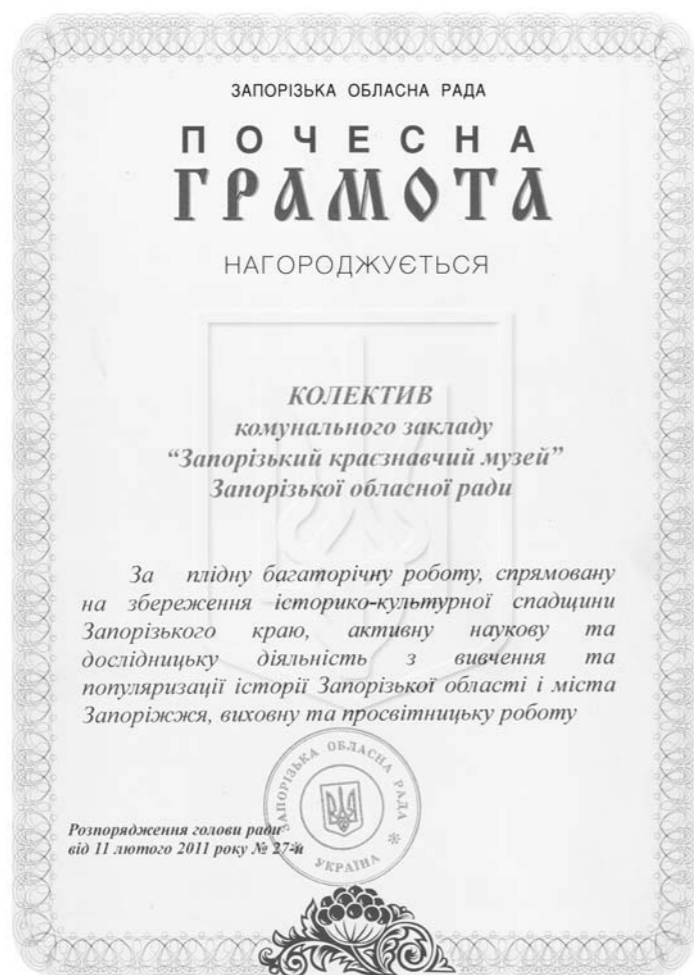 ЗАПОРІЗЬКА ОБЛАСНА РАДА
ПОЧЕСНА
ГРАМОТА
НАГОРОДЖУЄТЬСЯ
КОЛЕКТИВ
комунального закладу
“Запорізький краєзнавчий музей”
Запорізької обласної ради
За плідну багаторічну роботу, спрямовану
на збереження історико-культурної спадщини
Запорізького краю, активну наукову та
дослідницьку діяльність з вивчення та
популяризації історії Запорізької області і міста
Запоріжжя, виховну та просвітницьку роботу
ЗАПОРІЗЬКА ОБЛАСНА РАДА
УКРАЇНА
Розпорядження голови ради
від 11 лютого 2011 року № 27-н